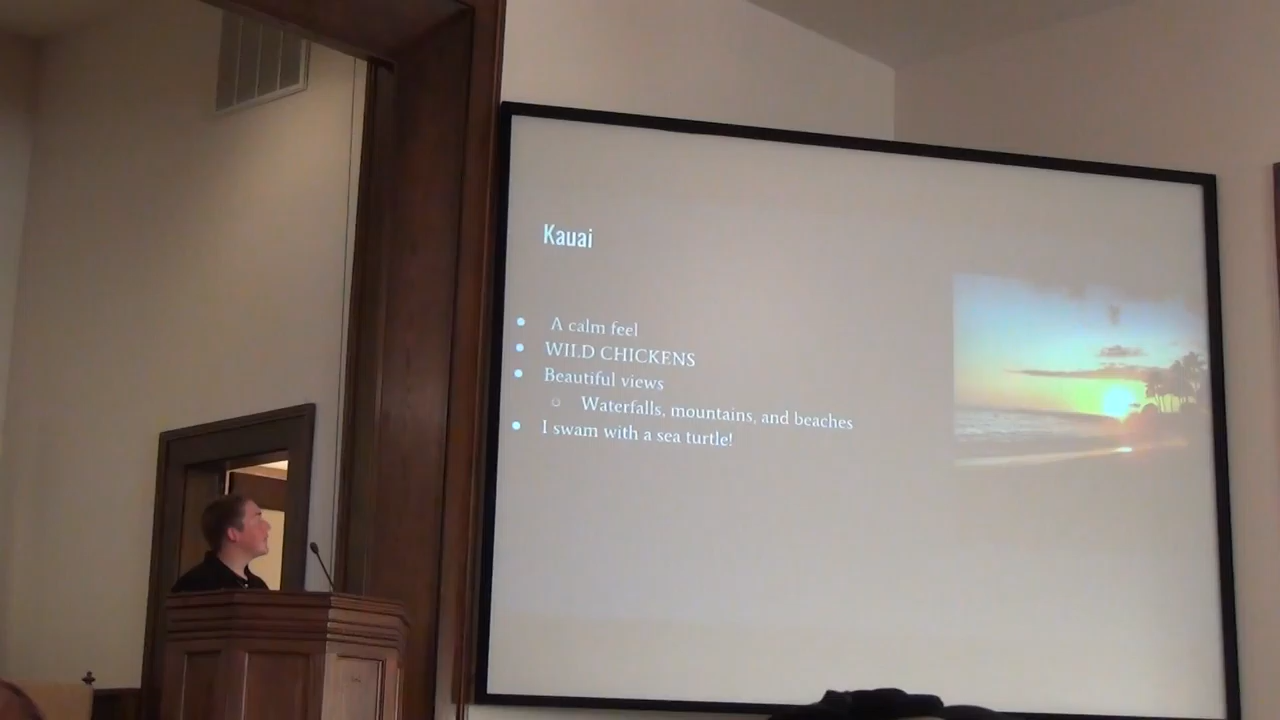 Kauai
A calm feel
WILD CHICKENS
Beautiful views
Waterfalls, mountains, and beaches
I swam with a sea turtle!